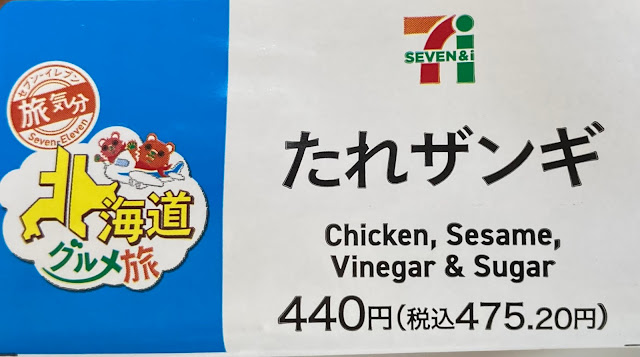 SEVEN&i
セブン-イレブン
旅気分
Seven-Eleven
北海道
グルメ旅
たれザンギ
Chicken, Sesame,
Vinegar & Sugar
440円(税込475.20円)